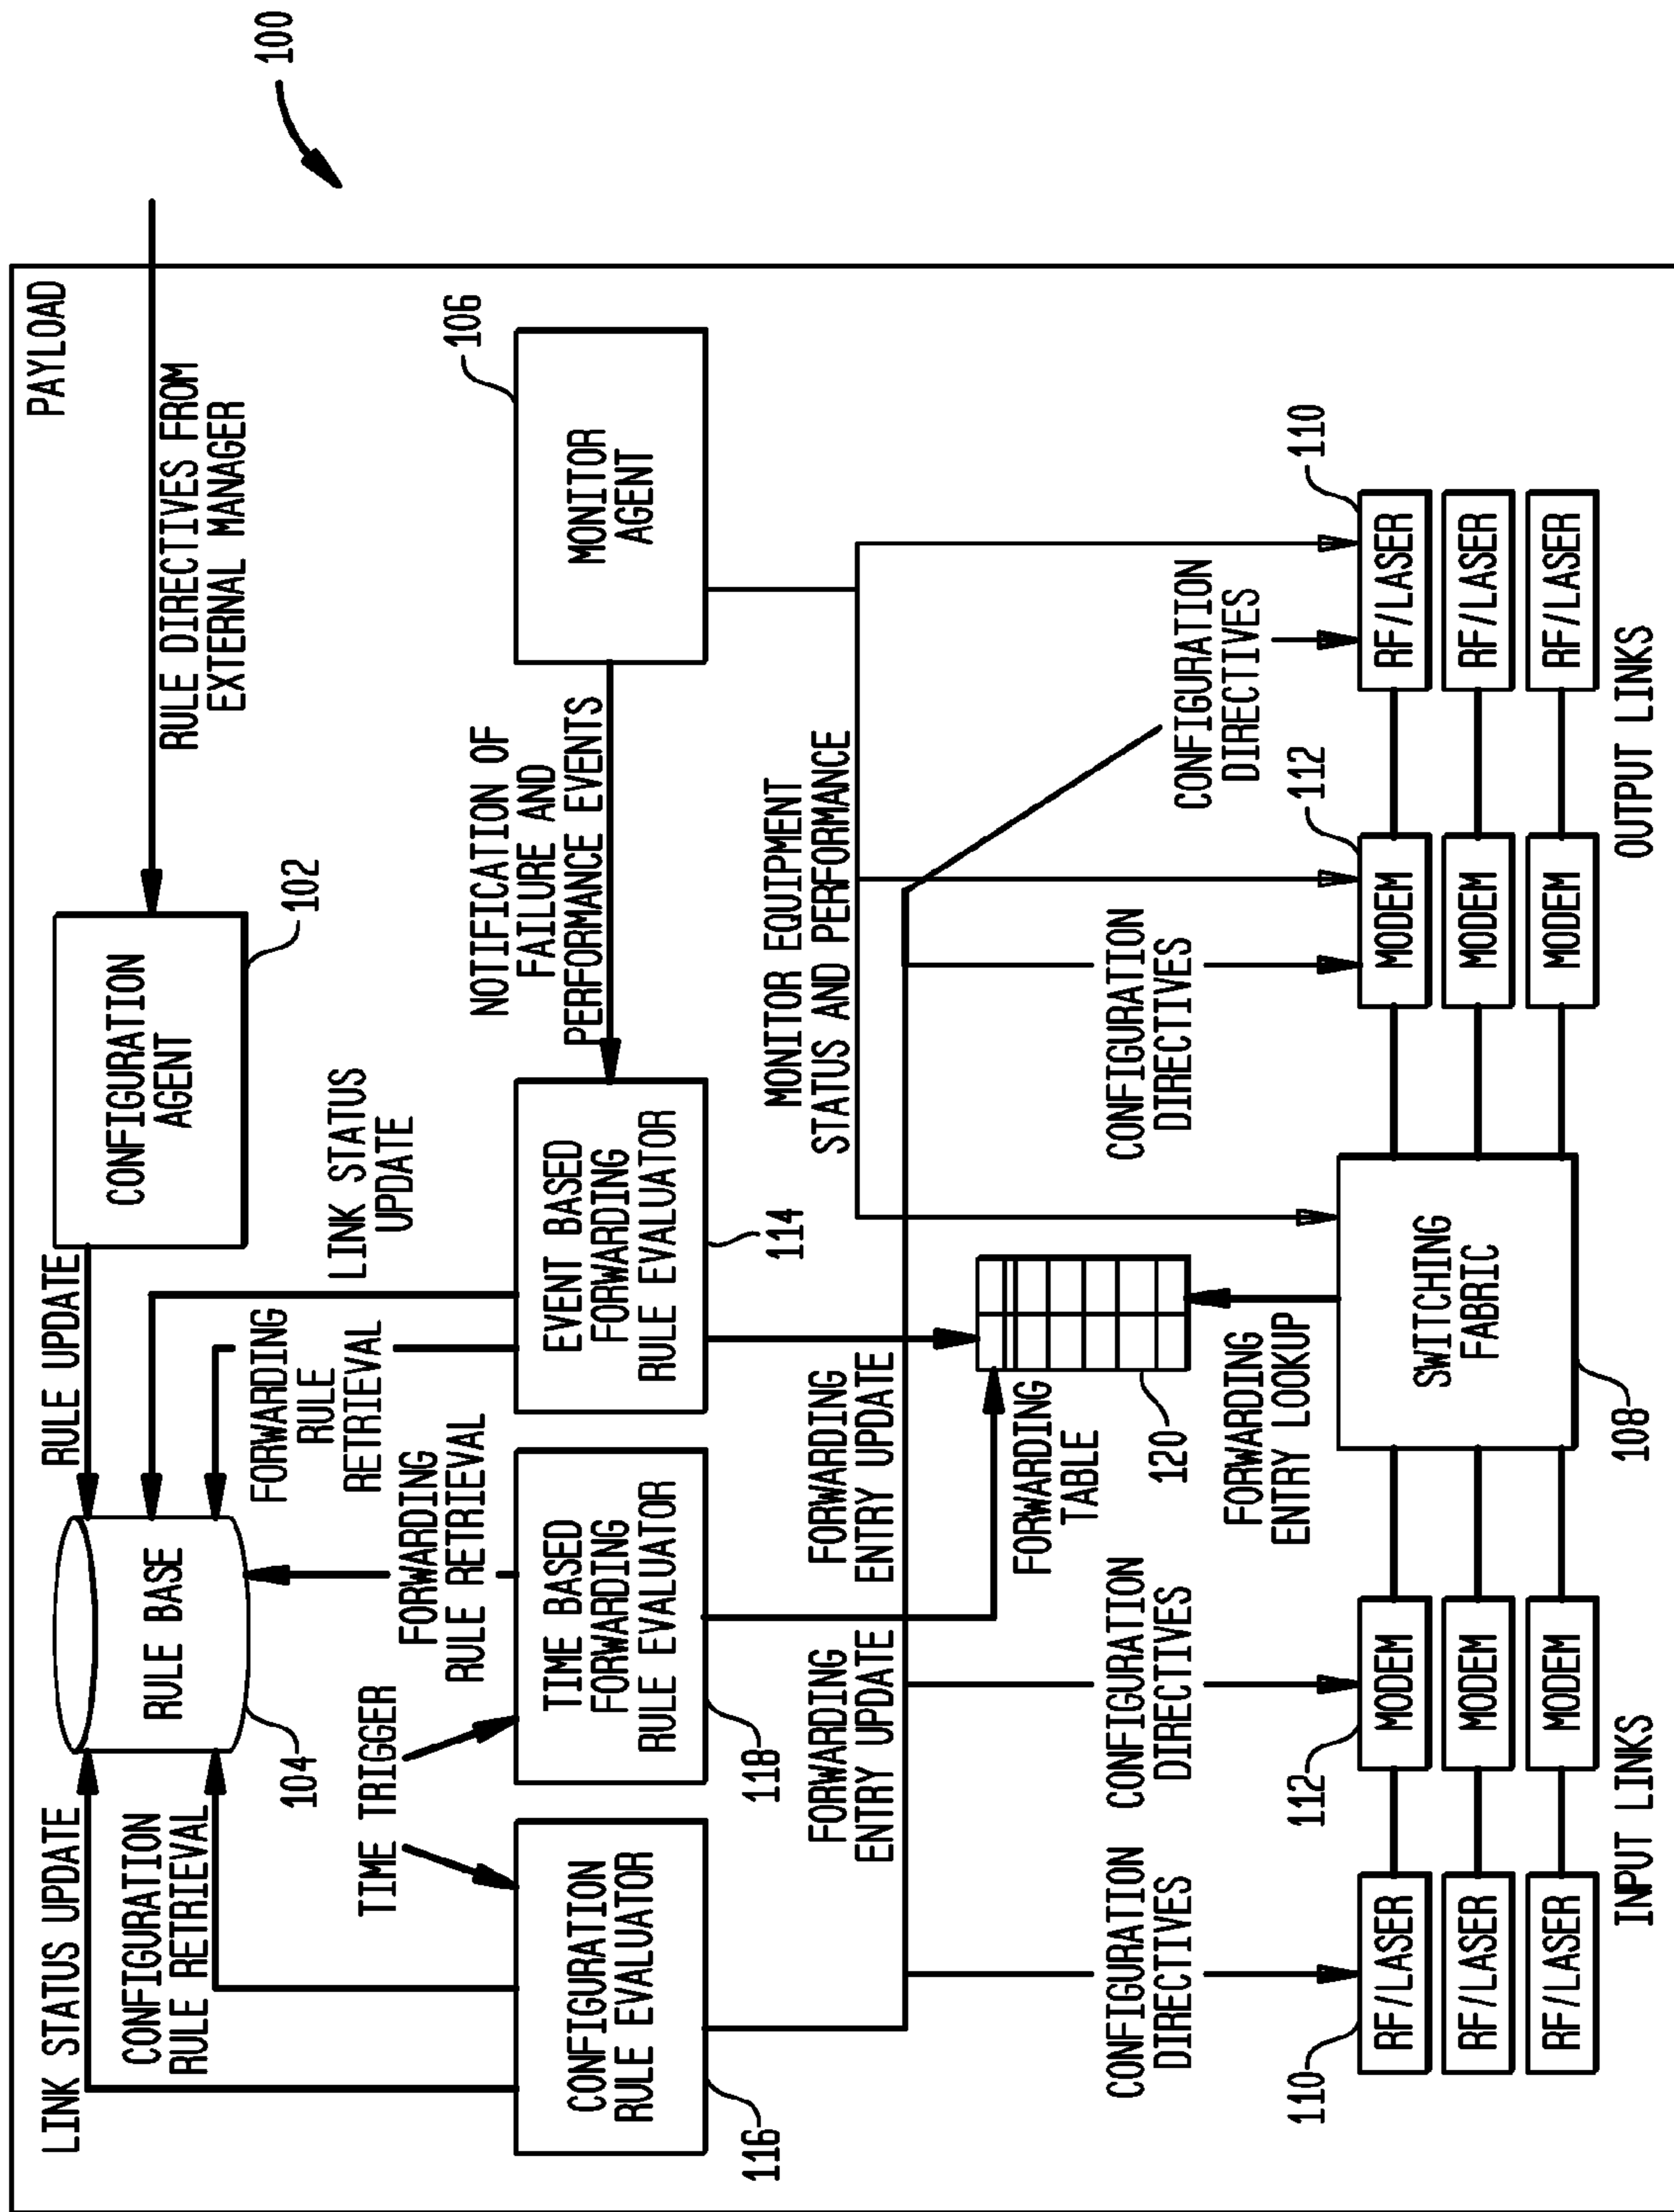 PAYLOAD
100
RULE DIRECTIVES FROM
EXTERNAL MANAGER
CONFIGURATION
AGENT
102
RULE UPDATE
RULE BASE
104
LINK STATUS UPDATE
CONFIGURATION
RULE RETRIEVAL
TIME TRIGGER
FORWARDING
RULE RETRIEVAL
FORWARDING
RULE
RETRIEVAL
LINK STATUS
UPDATE
NOTIFICATION OF
FAILURE AND
PERFORMANCE EVENTS
MONITOR
AGENT
106
CONFIGURATION
RULE EVALUATOR
116
TIME BASED
FORWARDING
RULE EVALUATOR
118
EVENT BASED
FORWARDING
RULE EVALUATOR
114
MONITOR EQUIPMENT
STATUS AND PERFORMANCE
FORWARDING
ENTRY UPDATE
FORWARDING
ENTRY UPDATE
FORWARDING
TABLE
120
FORWARDING
ENTRY LOOKUP
CONFIGURATION
DIRECTIVES
CONFIGURATION
DIRECTIVES
CONFIGURATION
DIRECTIVES
CONFIGURATION
DIRECTIVES
110
112
112
110
RF/LASER
MODEM
SWITCHING
FABRIC
MODEM
RF/LASER
RF/LASER
MODEM
MODEM
RF/LASER
RF/LASER
MODEM
MODEM
RF/LASER
108
INPUT LINKS
OUTPUT LINKS